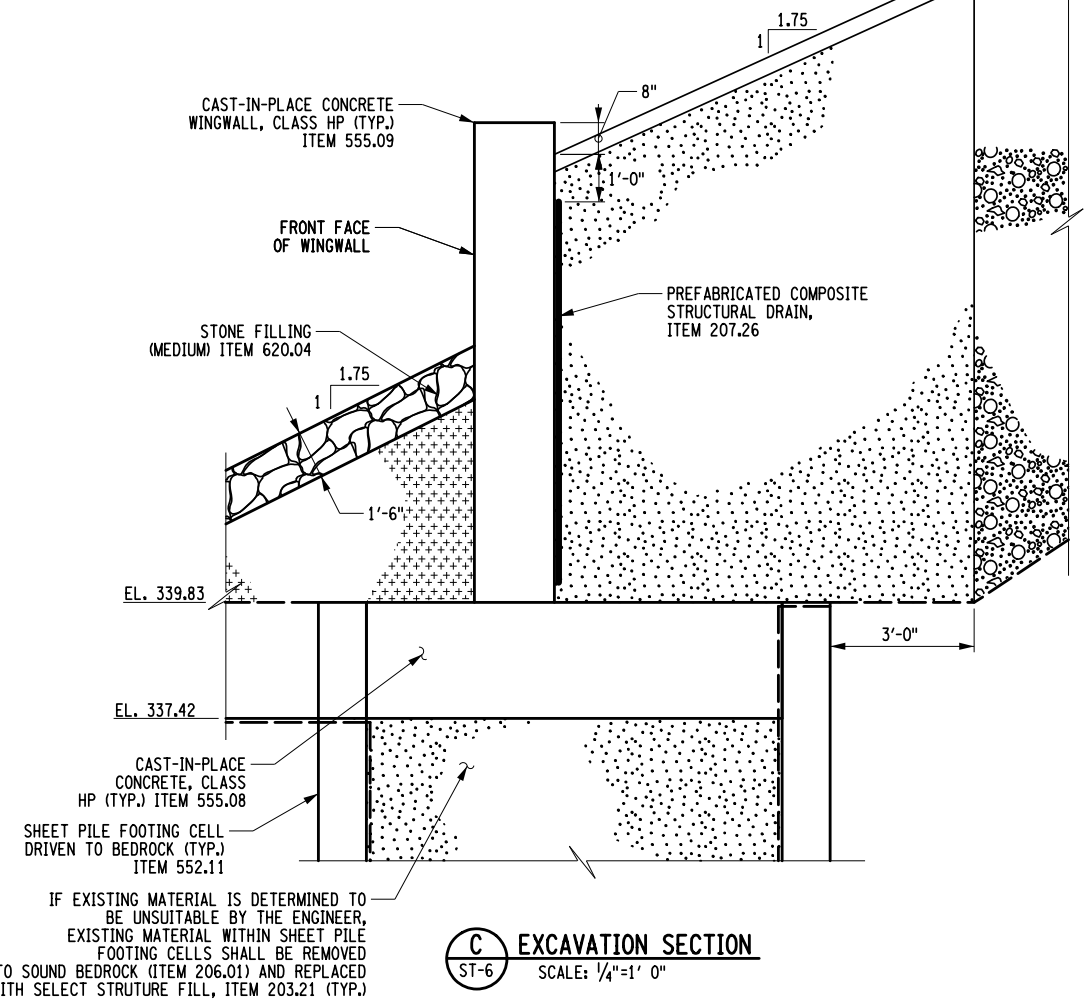 1.75
1
8"
CAST-IN-PLACE CONCRETE
WINGWALL, CLASS HP (TYP.)
ITEM 555.09
1'-0"
FRONT FACE
OF WINGWALL
PREFABRICATED COMPOSITE
STRUCTURAL DRAIN,
ITEM 207.26
STONE FILLING
(MEDIUM) ITEM 620.04
1.75
1
1'-6"
EL. 339.83
3'-0"
EL. 337.42
CAST-IN-PLACE
CONCRETE, CLASS
HP (TYP.) ITEM 555.08
SHEET PILE FOOTING CELL
DRIVEN TO BEDROCK (TYP.)
ITEM 552.11
IF EXISTING MATERIAL IS DETERMINED TO
BE UNSUITABLE BY THE ENGINEER,
EXISTING MATERIAL WITHIN SHEET PILE
FOOTING CELLS SHALL BE REMOVED
TO SOUND BEDROCK (ITEM 206.01) AND REPLACED
ITH SELECT STRUTURE FILL, ITEM 203.21 (TYP.)
C
ST-6
EXCAVATION SECTION
SCALE: 1/4"=1' 0"